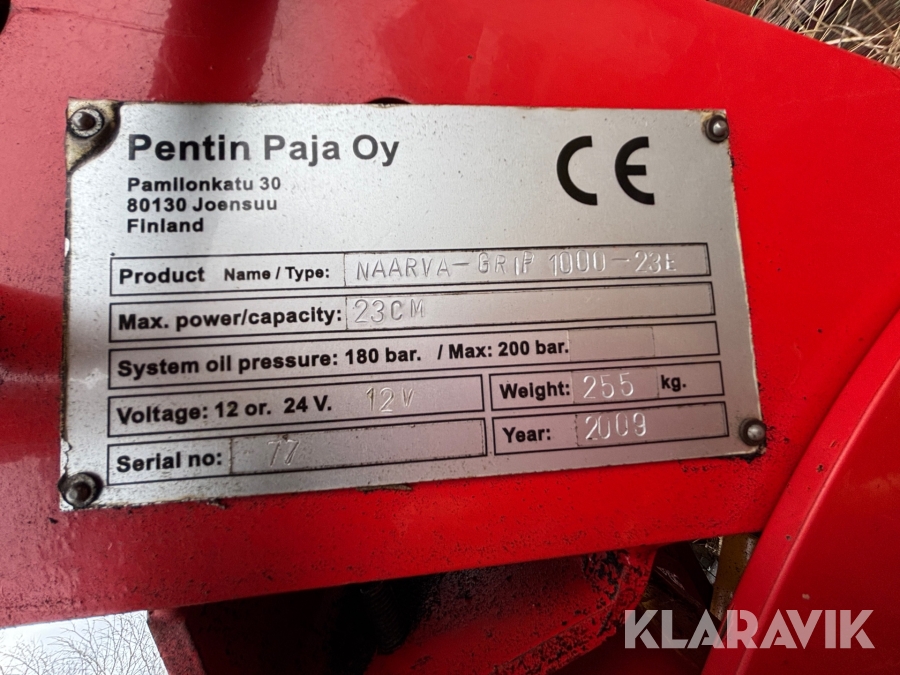 Pentin Paja Oy
Pamilonkatu 30
80130 Joensuu
Finland
CE
Product Name / Type: NAARVA-GRIP 1000-23E
Max. power/capacity: 23CM
System oil pressure: 180 bar. / Max: 200 bar.
Voltage: 12 or. 24 V. 12V
Weight: 255 kg.
Serial no: 77
Year: 2009
KLARAVIK